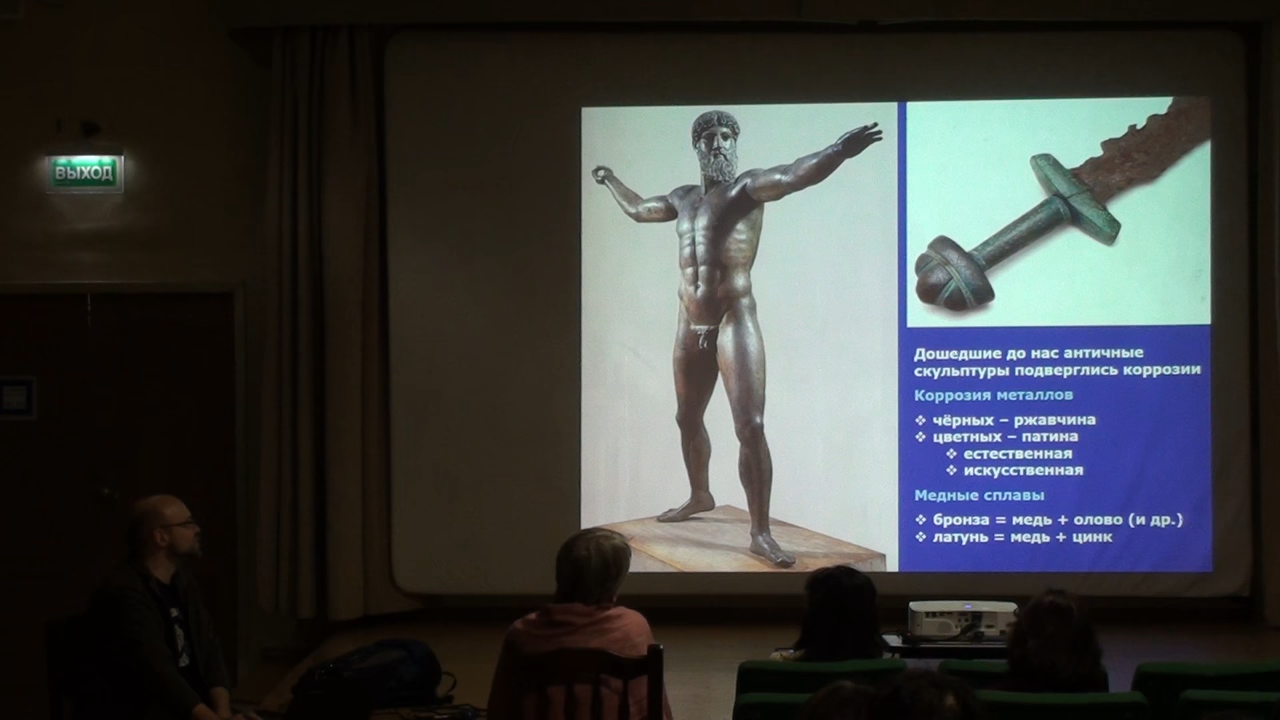 ВЫХОД
Дошедшие до нас античные
скульптуры подверглись коррозии
Коррозия металлов
❖ чёрных – ржавчина
❖ цветных – патина
❖ естественная
❖ искусственная
Медные сплавы
❖ бронза = медь + олово (и др.)
❖ латунь = медь + цинк